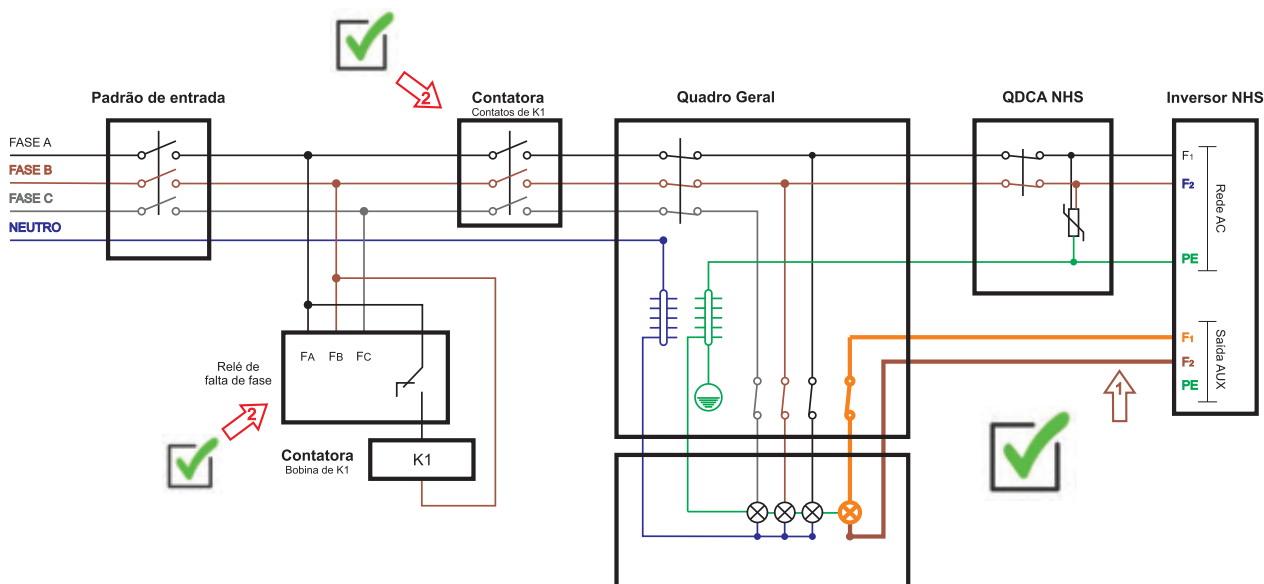 2
Padrão de entrada
Contatora
Contatos de K1
Quadro Geral
QDCA NHS
Inversor NHS
FASE A
FASE B
FASE C
NEUTRO
F1
F2
PE
Rede AC
FA FB FC
Relé de
falta de fase
2
Contatora
Bobina de K1
K1
F1
F2
PE
Saída AUX
1